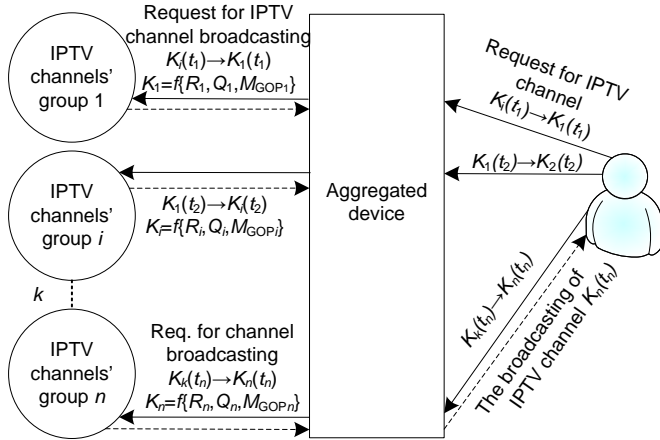 IPTV
channels'
group 1
Request for IPTV
channel broadcasting
Kᵢ(t₁)→K₁(t₁)
K₁=f{R₁,Q₁,M_GOP1}
IPTV
channels'
group i
K₁(t₂)→Kᵢ(t₂)
Kᵢ=f{Rᵢ,Qᵢ,M_GOPi}
k
IPTV
channels'
group n
Req. for channel
broadcasting
Kₖ(tₙ)→Kₙ(tₙ)
Kₙ=f{Rₙ,Qₙ,M_GOPn}
Aggregated
device
Request for IPTV
channel
Kᵢ(t₁)→K₁(t₁)
K₁(t₂)→K₂(t₂)
Kₖ(tₙ)→Kₙ(tₙ)
The broadcasting of
IPTV channel Kₙ(tₙ)